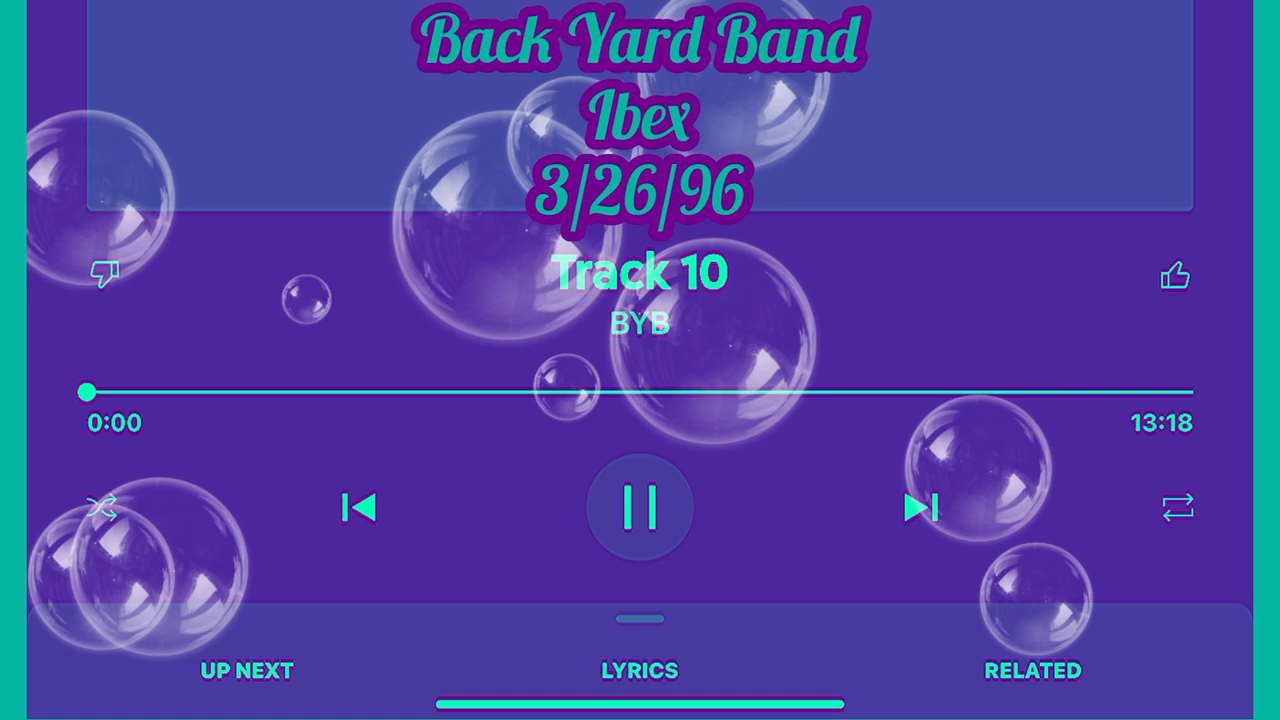 Back Yard Band
Ibex
3/26/96
Track 10
BYB
0:00 13:18
UP NEXT LYRICS RELATED